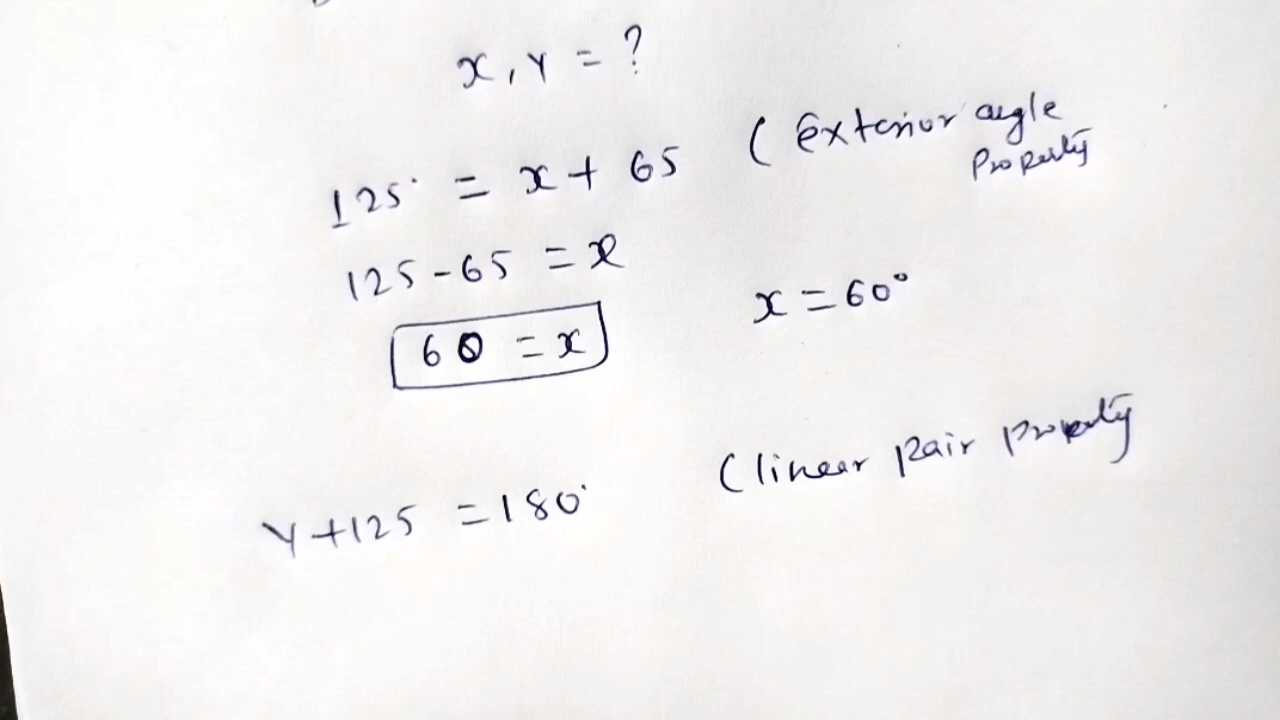 x, y = ?
125° = x + 65 (Exterior angle
Property
125 - 65 = x
60 = x
x = 60°
y + 125 = 180° (linear pair property